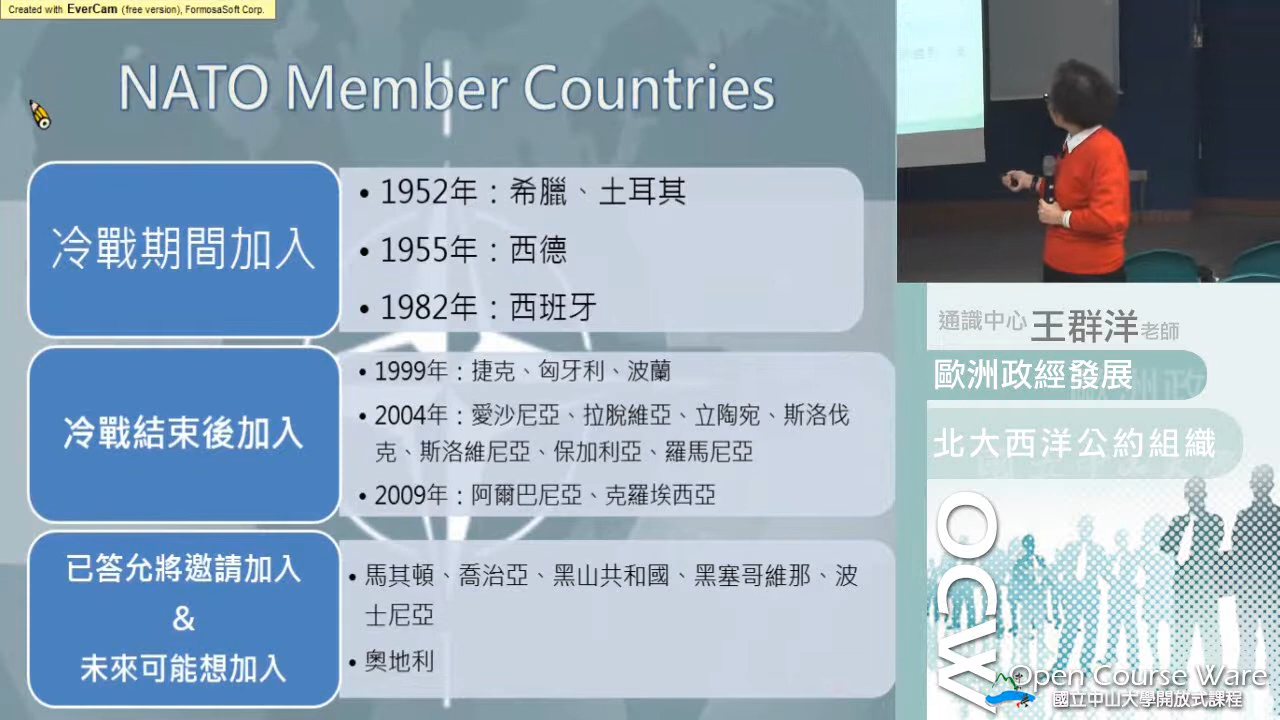 Created with EverCam (free version), FormosaSoft Corp.
NATO Member Countries
冷戰期間加入
• 1952年：希臘、土耳其
• 1955年：西德
• 1982年：西班牙
冷戰結束後加入
• 1999年：捷克、匈牙利、波蘭
• 2004年：愛沙尼亞、拉脫維亞、立陶宛、斯洛伐
克、斯洛維尼亞、保加利亞、羅馬尼亞
• 2009年：阿爾巴尼亞、克羅埃西亞
已答允將邀請加入
&
未來可能想加入
• 馬其頓、喬治亞、黑山共和國、黑塞哥維那、波
士尼亞
• 奧地利
通識中心 王群洋 老師
歐洲政經發展
北大西洋公約組織
OCW
Open Course Ware
國立中山大學開放式課程